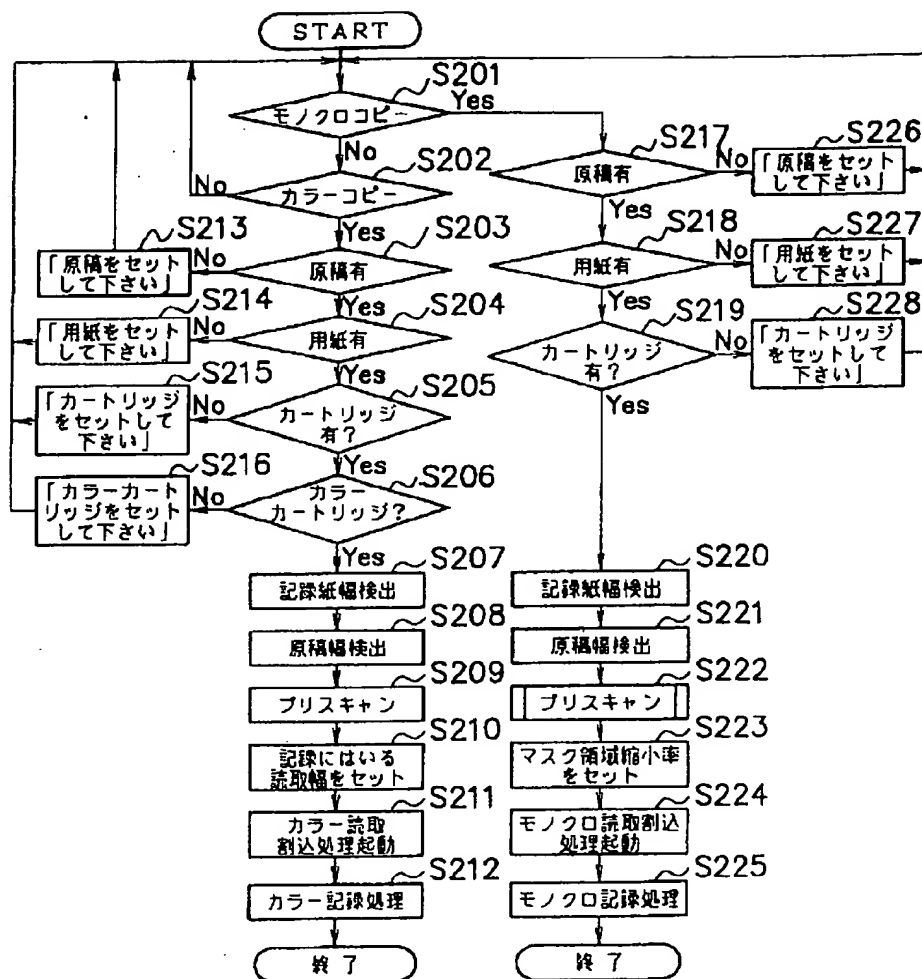 START
S201
モノクロコピー
Yes
No
S202
カラーコピー
No
Yes
S203
原稿有
No
Yes
S213
「原稿をセット
して下さい」
S204
用紙有
No
Yes
S214
「用紙をセット
して下さい」
S205
カートリッジ
有?
No
Yes
S215
「カートリッジ
をセットして
下さい」
S206
カラー
カートリッジ?
No
Yes
S216
「カラーカート
リッジをセット
して下さい」
S207
記録紙幅検出
S208
原稿幅検出
S209
プリスキャン
S210
記録にはいる
読取幅をセット
S211
カラー読取
割込処理起動
S212
カラー記録処理
終了
S217
原稿有
No
Yes
S226
「原稿をセット
して下さい」
S218
用紙有
No
Yes
S227
「用紙をセット
して下さい」
S219
カートリッジ
有?
No
Yes
S228
「カートリッジ
をセットして
下さい」
S220
記録紙幅検出
S221
原稿幅検出
S222
プリスキャン
S223
マスク領域縮小率
をセット
S224
モノクロ読取割込
処理起動
S225
モノクロ記録処理
終了